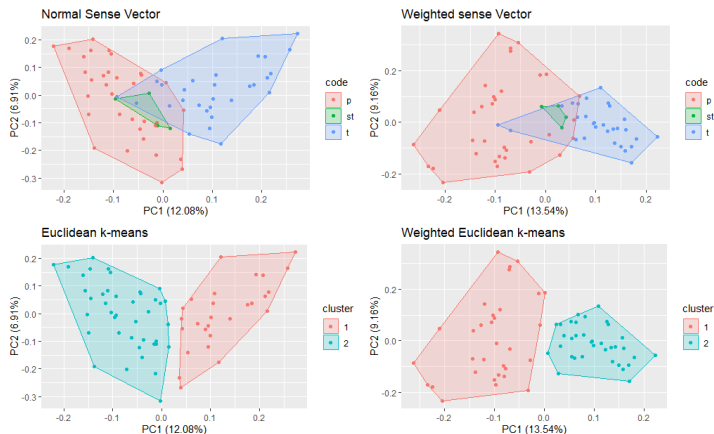 Normal Sense Vector
PC2 (6.91%)
0.2
0.1
0.0
-0.1
-0.2
-0.3
-0.2
-0.1
0.0
0.1
0.2
PC1 (12.08%)
code
p
st
t
Weighted sense Vector
PC2 (9.16%)
0.2
0.0
-0.2
-0.2
-0.1
0.0
0.1
0.2
PC1 (13.54%)
code
p
st
t
Euclidean k-means
PC2 (6.91%)
0.2
0.1
0.0
-0.1
-0.2
-0.3
-0.2
-0.1
0.0
0.1
0.2
PC1 (12.08%)
cluster
1
2
Weighted Euclidean k-means
PC2 (9.16%)
0.2
0.0
-0.2
-0.2
-0.1
0.0
0.1
0.2
PC1 (13.54%)
cluster
1
2